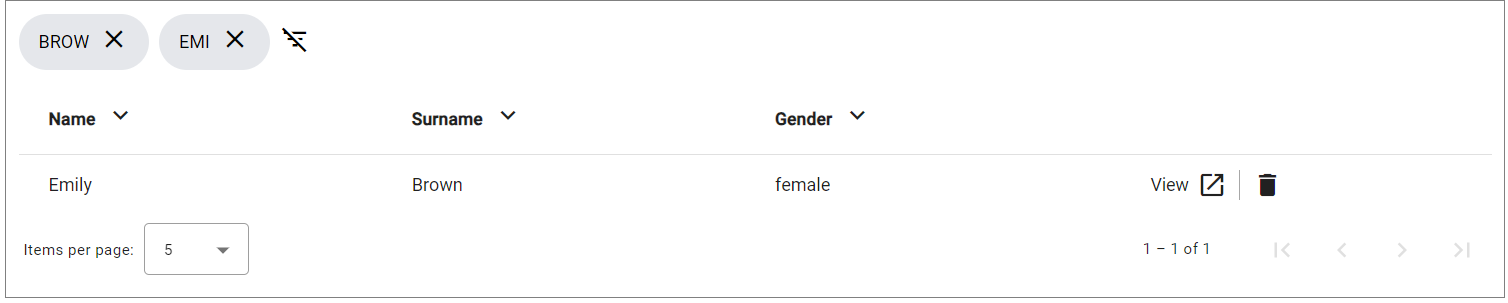 BROW EMI
Name Surname Gender
Emily Brown female View
Items per page: 5 1 – 1 of 1